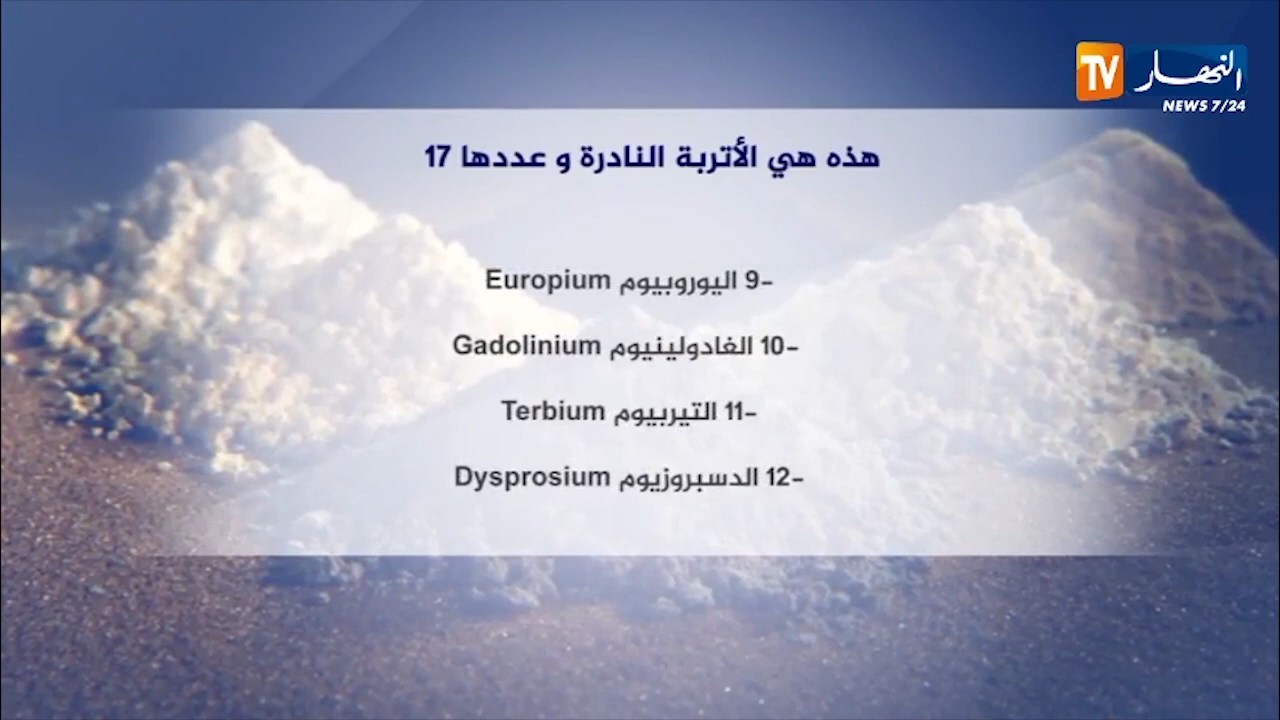 النهار TV
NEWS 7/24
هذه هي الأتربة النادرة و عددها 17
9- اليوروبيوم Europium
10- الغادولينيوم Gadolinium
11- التيربيوم Terbium
12- الدسبروزيوم Dysprosium